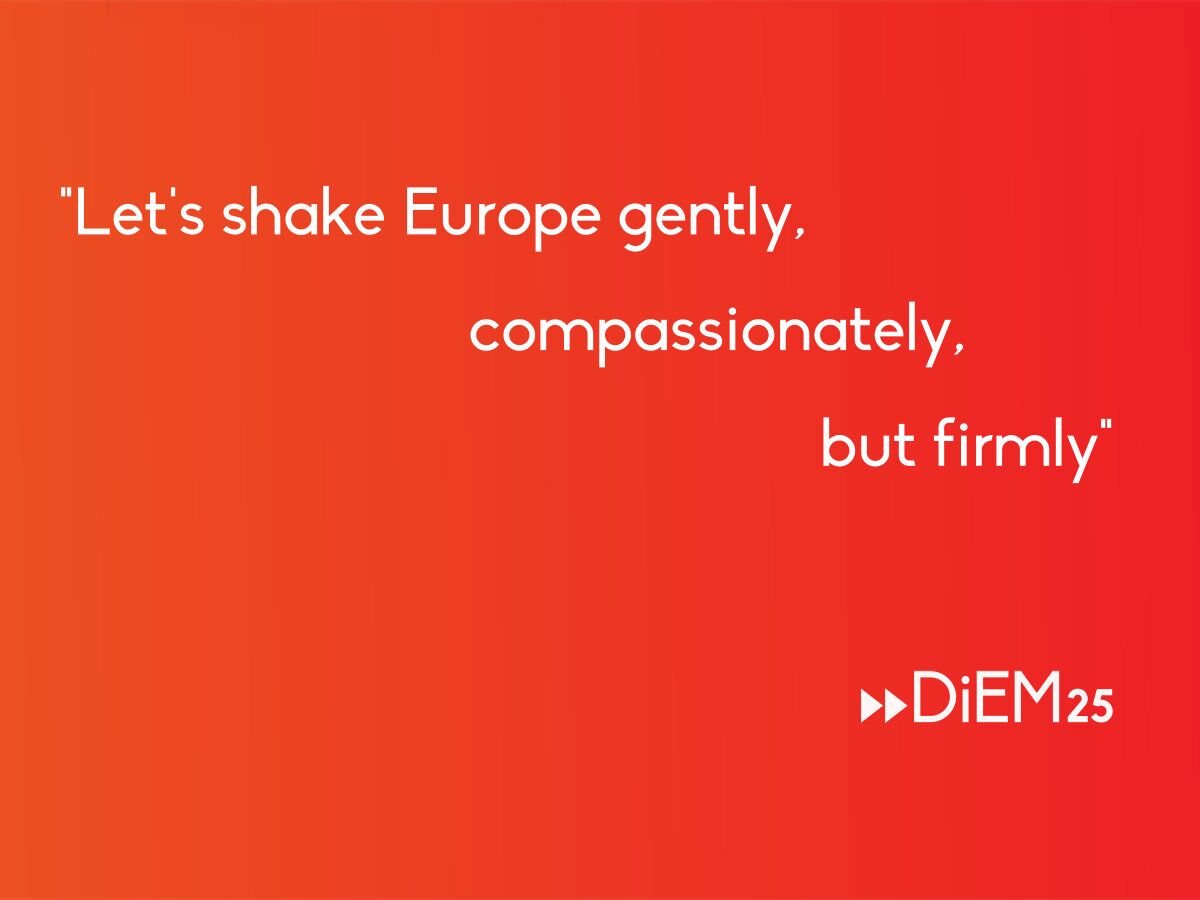 "Let's shake Europe gently,
compassionately,
but firmly"
DiEM25